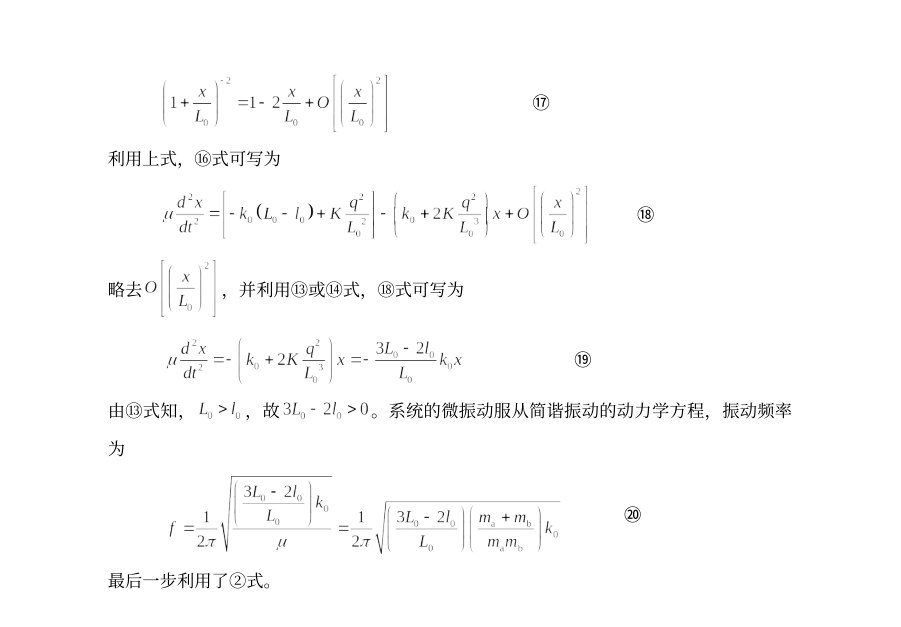 (1 + x/L₀)⁻² = 1 − 2 x/L₀ + O[(x/L₀)²] ⑰
利用上式，⑯式可写为
μ d²x/dt² = [−k₀(L₀ − l₀) + K q²/L₀²] − (k₀ + 2K q²/L₀³) x + O[(x/L₀)²] ⑱
略去 O[(x/L₀)²]，并利用⑬或⑭式，⑱式可写为
μ d²x/dt² = −(k₀ + 2K q²/L₀³) x = − (3L₀ − 2l₀)/L₀ k₀x ⑲
由⑬式知，L₀ > l₀，故 3L₀ − 2l₀ > 0。系统的微振动服从简谐振动的动力学方程，振动频率
为
f = 1/2π √(((3L₀ − 2l₀)/L₀) k₀ / μ) = 1/2π √(((3L₀ − 2l₀)/L₀) ((mₐ + m_b)/(mₐm_b)) k₀) ⑳
最后一步利用了②式。